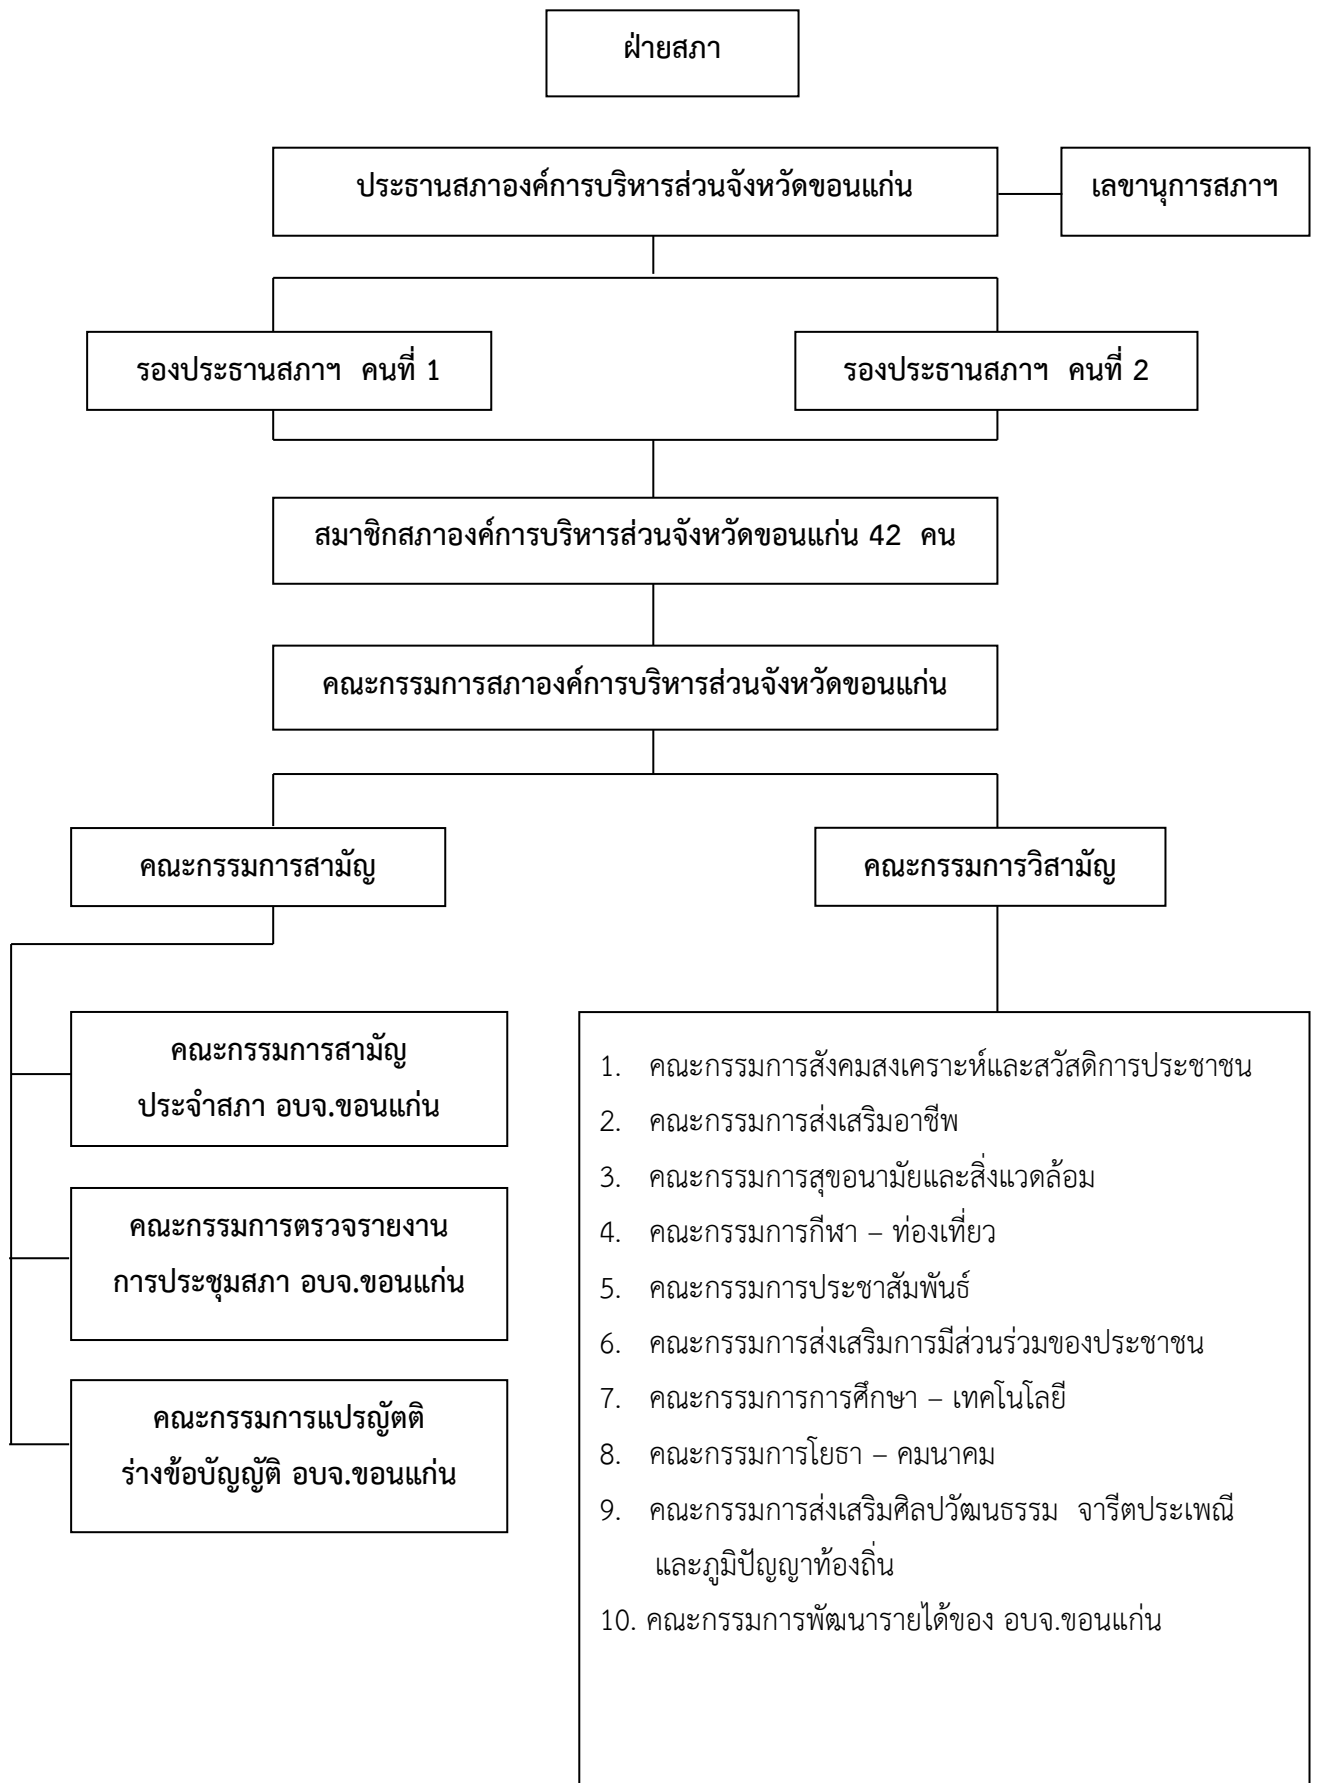 ฝ่ายสภา
ประธานสภาองค์การบริหารส่วนจังหวัดขอนแก่น
เลขานุการสภาฯ
รองประธานสภาฯ คนที่ 1
รองประธานสภาฯ คนที่ 2
สมาชิกสภาองค์การบริหารส่วนจังหวัดขอนแก่น 42 คน
คณะกรรมการสภาองค์การบริหารส่วนจังหวัดขอนแก่น
คณะกรรมการสามัญ
คณะกรรมการวิสามัญ
คณะกรรมการสามัญ
ประจำสภา อบจ.ขอนแก่น
คณะกรรมการตรวจรายงาน
การประชุมสภา อบจ.ขอนแก่น
คณะกรรมการแปรญัตติ
ร่างข้อบัญญัติ อบจ.ขอนแก่น
1. คณะกรรมการสังคมสงเคราะห์และสวัสดิการประชาชน
2. คณะกรรมการส่งเสริมอาชีพ
3. คณะกรรมการสุขอนามัยและสิ่งแวดล้อม
4. คณะกรรมการกีฬา – ท่องเที่ยว
5. คณะกรรมการประชาสัมพันธ์
6. คณะกรรมการส่งเสริมการมีส่วนร่วมของประชาชน
7. คณะกรรมการการศึกษา – เทคโนโลยี
8. คณะกรรมการโยธา – คมนาคม
9. คณะกรรมการส่งเสริมศิลปวัฒนธรรม จารีตประเพณี
และภูมิปัญญาท้องถิ่น
10. คณะกรรมการพัฒนารายได้ของ อบจ.ขอนแก่น